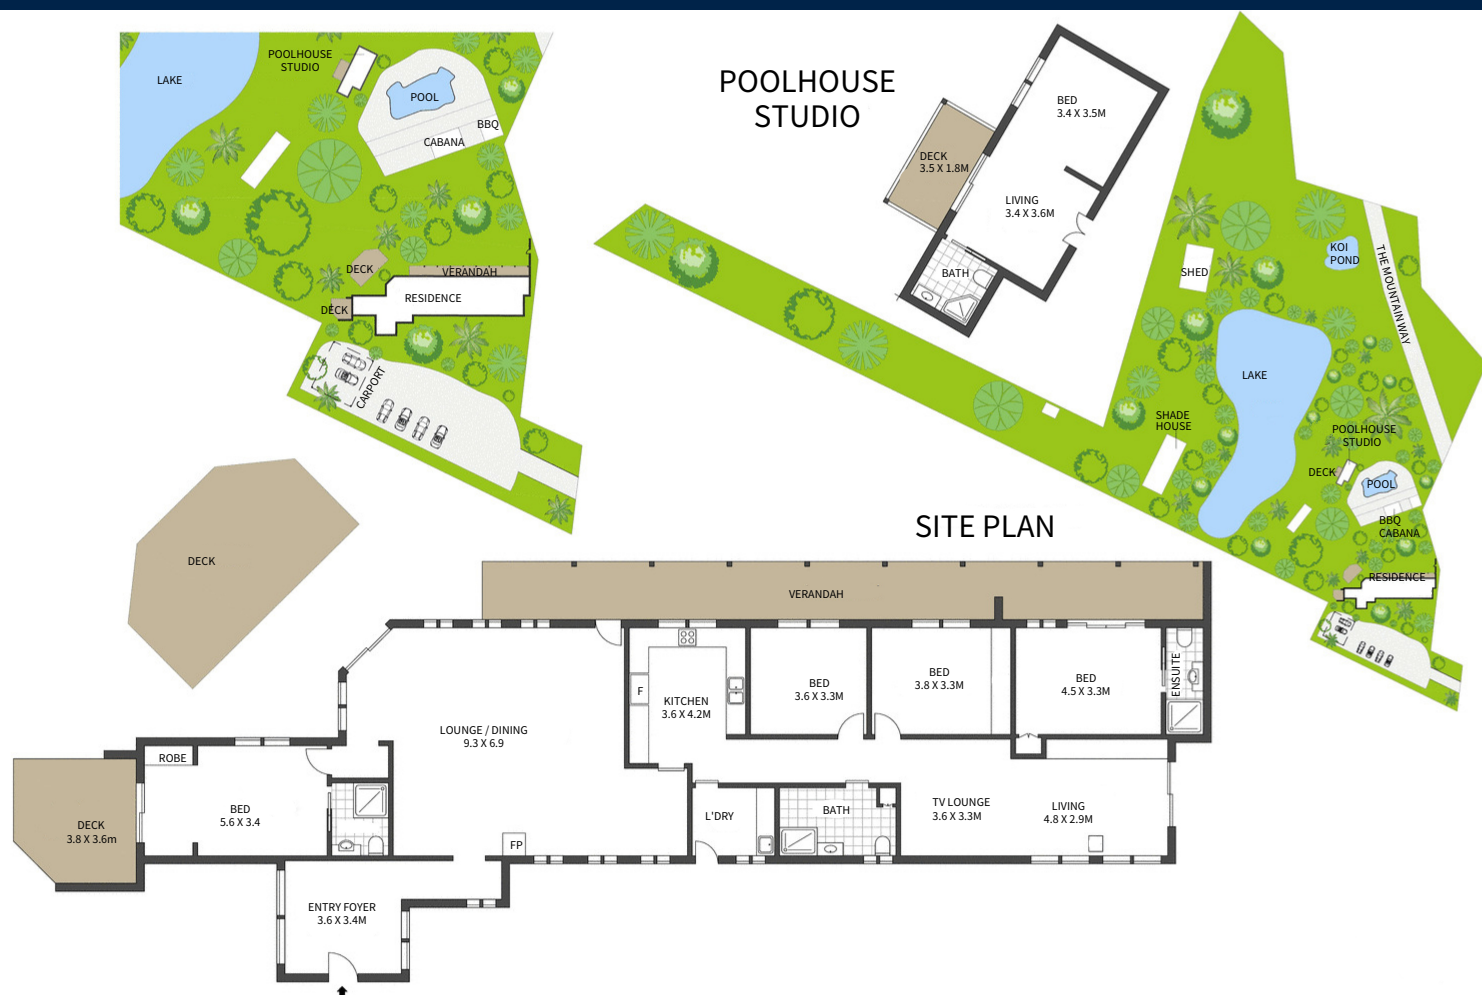 LAKE
POOLHOUSE
STUDIO
POOL
BBQ
CABANA
DECK
VERANDAH
RESIDENCE
DECK
CARPORT
POOLHOUSE
STUDIO
BED
3.4 X 3.5M
DECK
3.5 X 1.8M
LIVING
3.4 X 3.6M
BATH
KOI
POND
THE MOUNTAIN WAY
SHED
LAKE
SHADE
HOUSE
POOLHOUSE
STUDIO
DECK
POOL
BBQ
CABANA
RESIDENCE
SITE PLAN
DECK
VERANDAH
F
KITCHEN
3.6 X 4.2M
BED
3.6 X 3.3M
BED
3.8 X 3.3M
BED
4.5 X 3.3M
ENSUITE
LOUNGE / DINING
9.3 X 6.9
ROBE
BED
5.6 X 3.4
DECK
3.8 X 3.6m
FP
L'DRY
BATH
TV LOUNGE
3.6 X 3.3M
LIVING
4.8 X 2.9M
ENTRY FOYER
3.6 X 3.4M